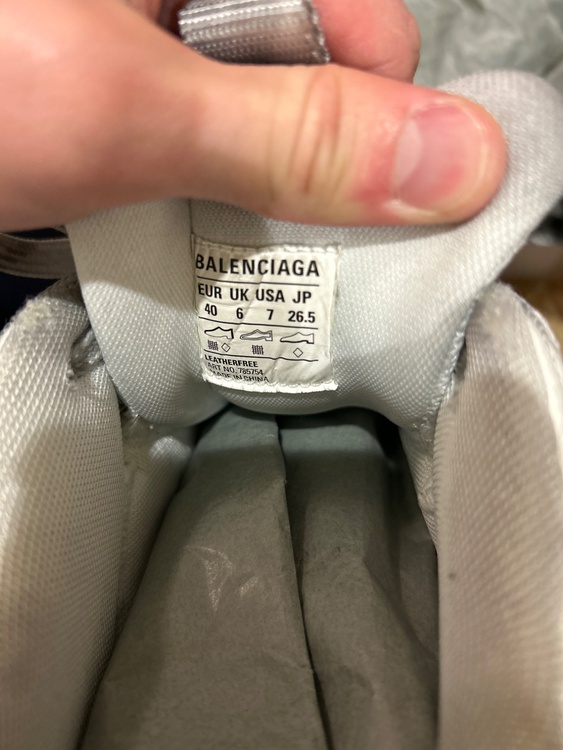 BALENCIAGA
EUR UK USA JP
40 6 7 26.5
LEATHERFREE
ART NO. 785754
MADE IN CHINA